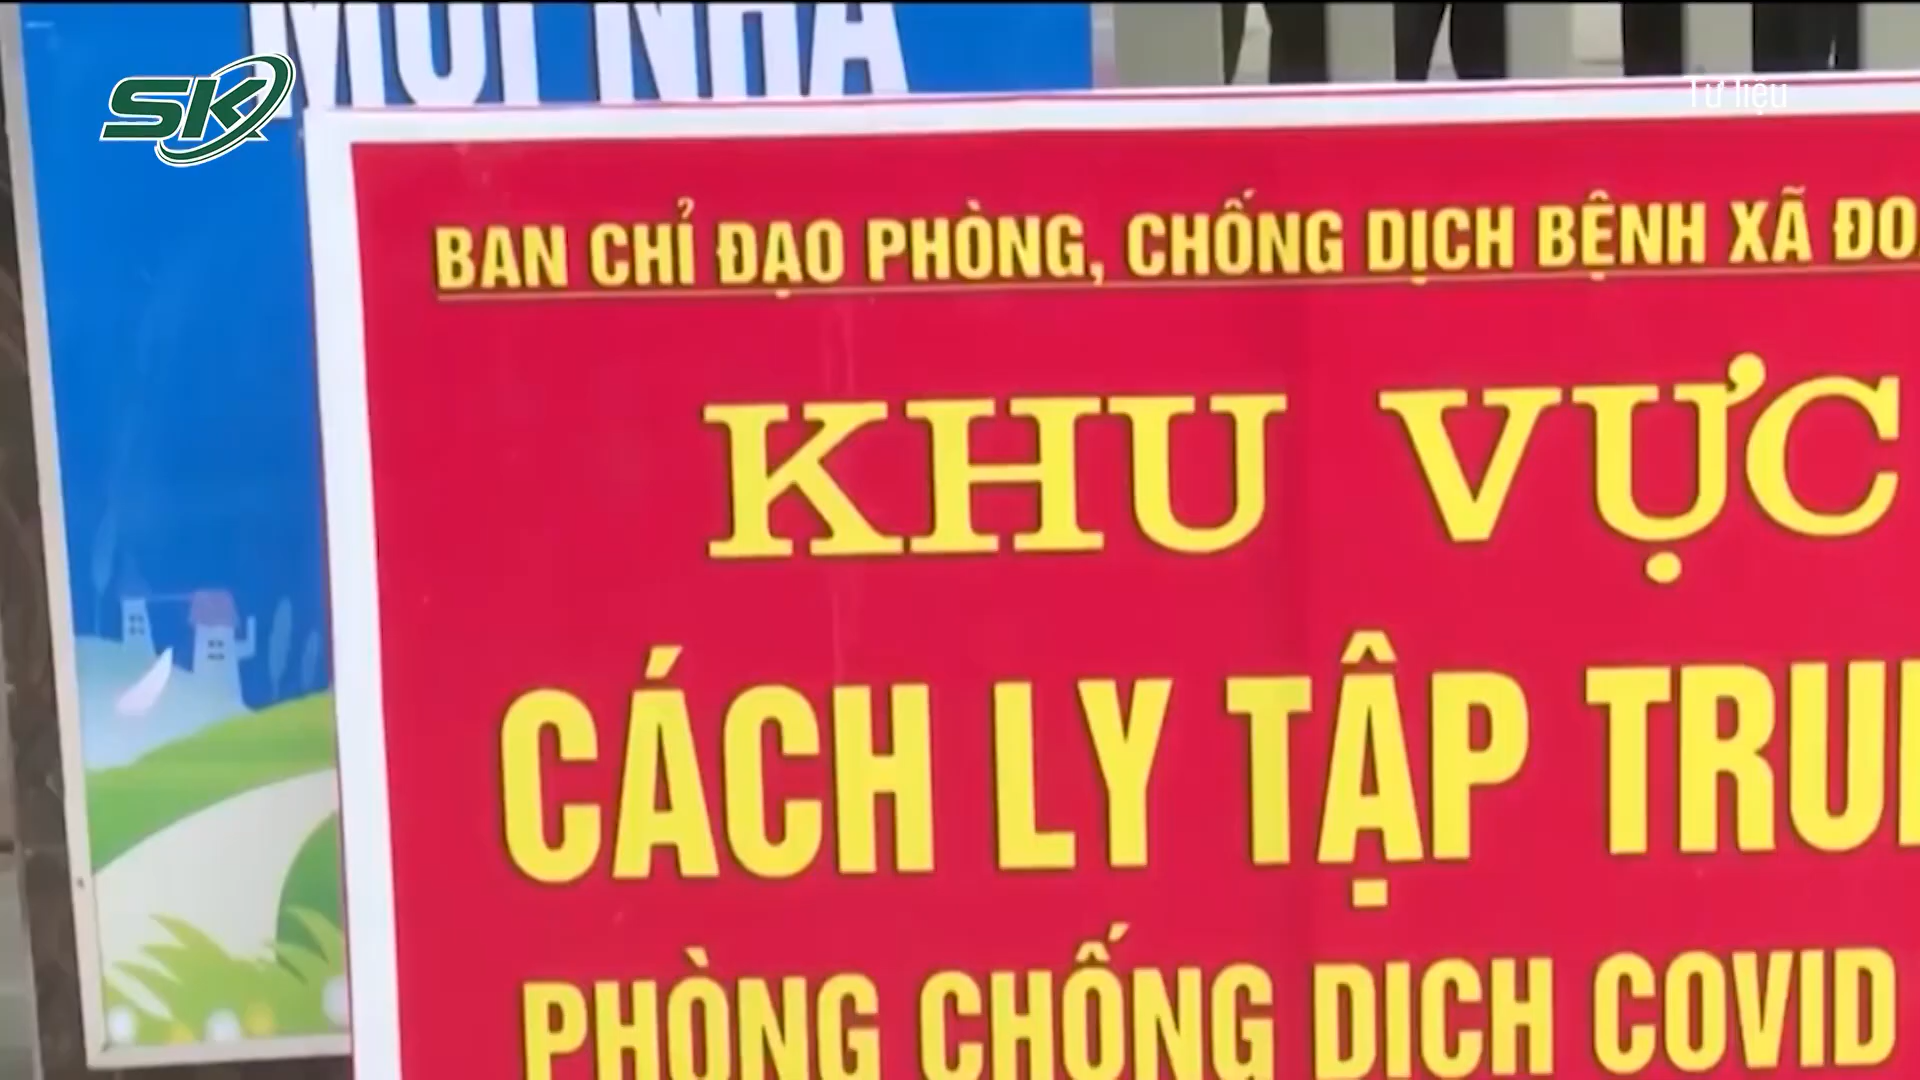 MỖI NHÀ
SK
Tư liệu
BAN CHỈ ĐẠO PHÒNG, CHỐNG DỊCH BỆNH XÃ
KHU VỰC
CÁCH LY TẬP
PHÒNG CHỐNG DỊCH COVID